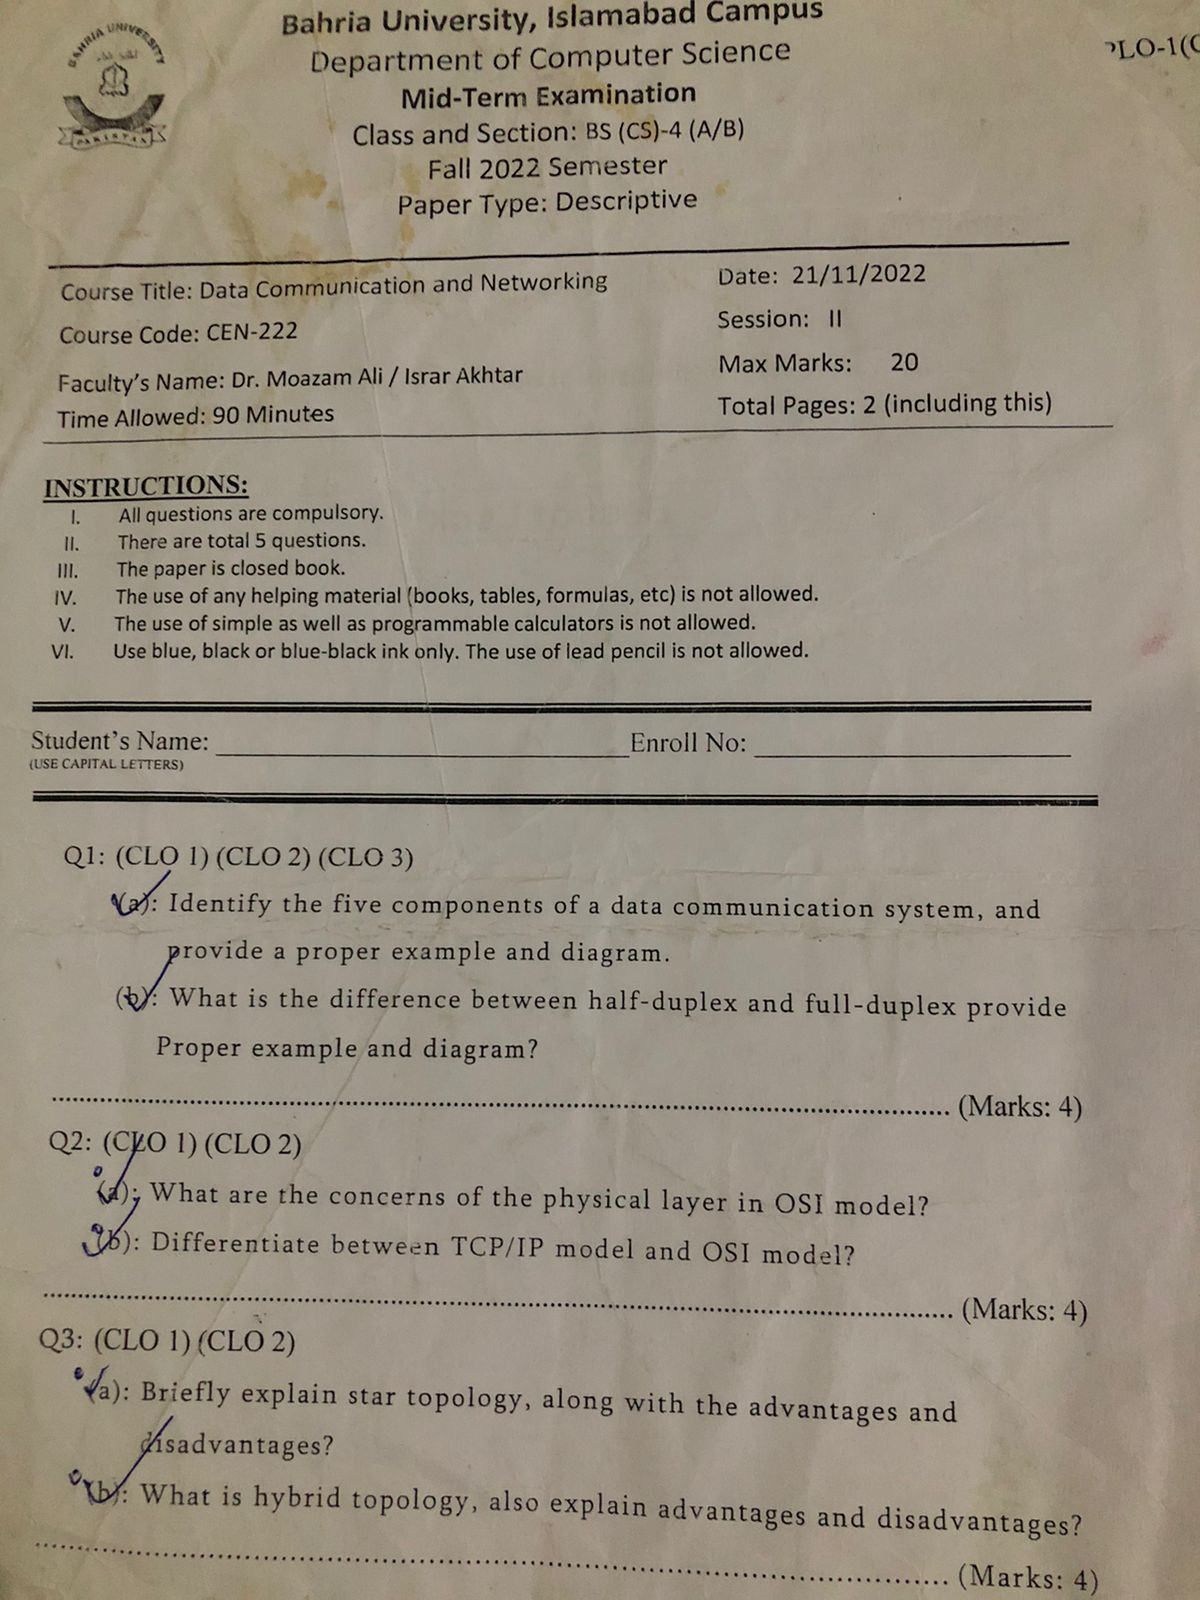 BAHRIA UNIVERSITY
PAKISTAN
Bahria University, Islamabad Campus
Department of Computer Science
Mid-Term Examination
Class and Section: BS (CS)-4 (A/B)
Fall 2022 Semester
Paper Type: Descriptive
PLO-1(C
Course Title: Data Communication and Networking
Date: 21/11/2022
Course Code: CEN-222
Session: II
Faculty's Name: Dr. Moazam Ali / Israr Akhtar
Max Marks: 20
Time Allowed: 90 Minutes
Total Pages: 2 (including this)
INSTRUCTIONS:
I. All questions are compulsory.
II. There are total 5 questions.
III. The paper is closed book.
IV. The use of any helping material (books, tables, formulas, etc) is not allowed.
V. The use of simple as well as programmable calculators is not allowed.
VI. Use blue, black or blue-black ink only. The use of lead pencil is not allowed.
Student's Name: Enroll No:
(USE CAPITAL LETTERS)
Q1: (CLO 1) (CLO 2) (CLO 3)
(a): Identify the five components of a data communication system, and
provide a proper example and diagram.
(b): What is the difference between half-duplex and full-duplex provide
Proper example and diagram?
(Marks: 4)
Q2: (CLO 1) (CLO 2)
(a): What are the concerns of the physical layer in OSI model?
(b): Differentiate between TCP/IP model and OSI model?
(Marks: 4)
Q3: (CLO 1) (CLO 2)
(a): Briefly explain star topology, along with the advantages and
disadvantages?
(b): What is hybrid topology, also explain advantages and disadvantages?
(Marks: 4)